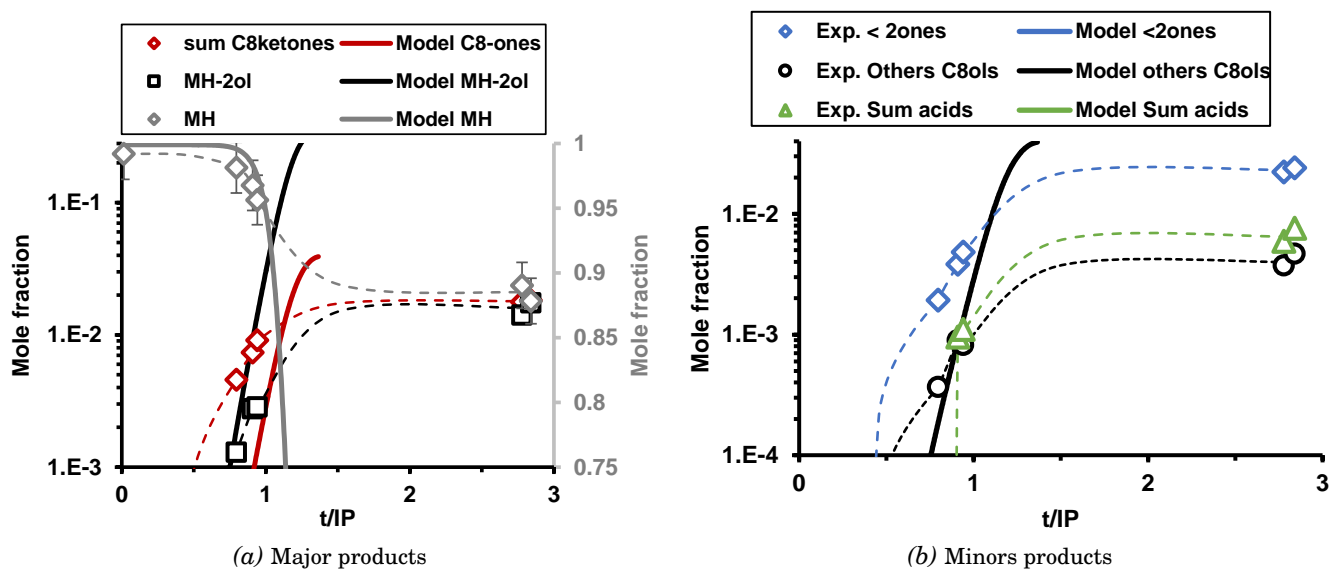 sum C8ketones Model C8-ones
MH-2ol Model MH-2ol
MH Model MH
1.E-1
1.E-2
1.E-3
Mole fraction
1
0.95
0.9
0.85
0.8
0.75
Mole fraction
0 1 2 3
t/IP
(a) Major products
Exp. < 2ones Model <2ones
Exp. Others C8ols Model others C8ols
Exp. Sum acids Model Sum acids
1.E-2
1.E-3
1.E-4
Mole fraction
0 1 2 3
t/IP
(b) Minors products